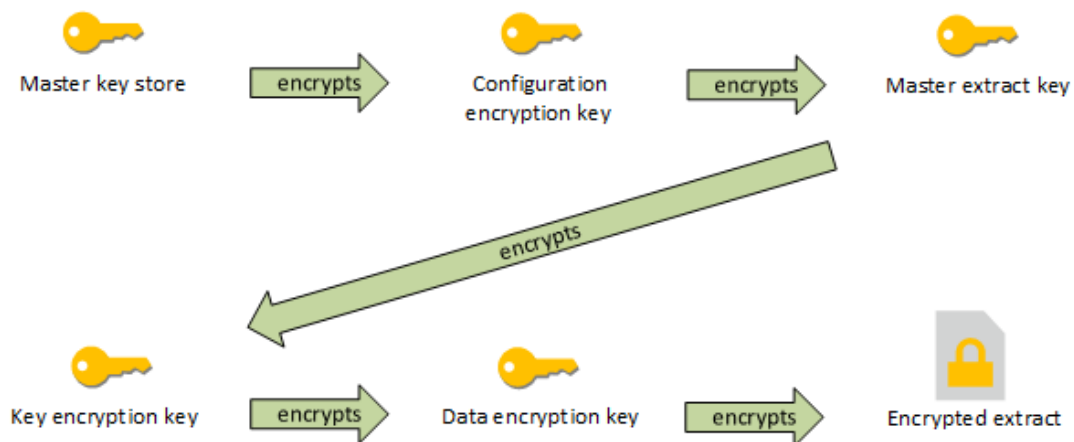 Master key store
encrypts
Configuration
encryption key
encrypts
Master extract key
encrypts
Key encryption key
encrypts
Data encryption key
encrypts
Encrypted extract